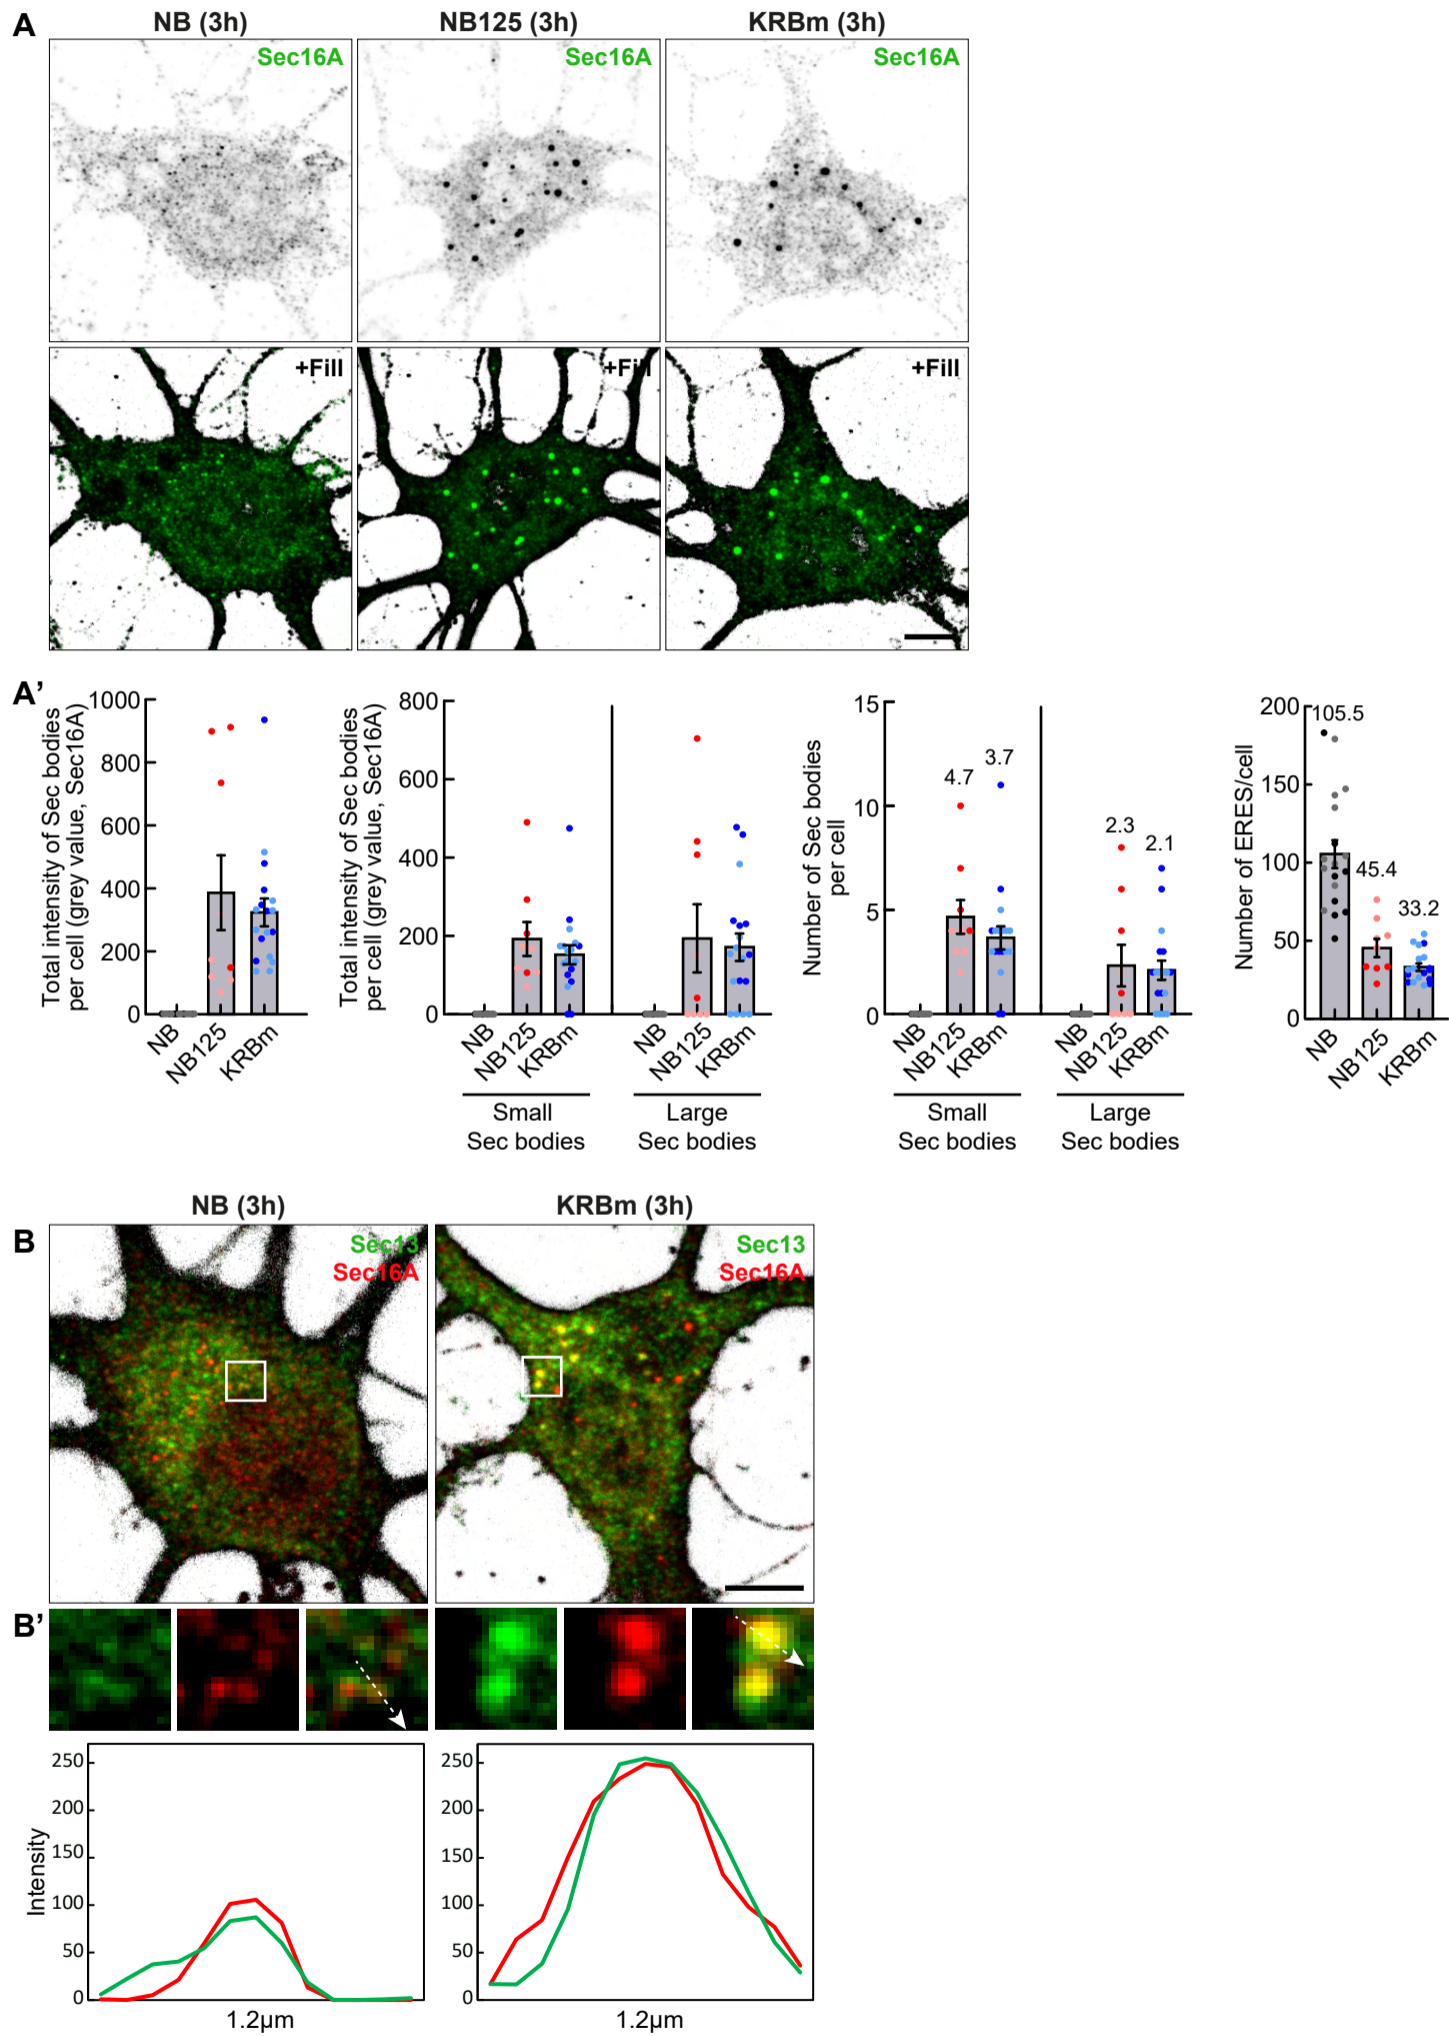 A
NB (3h)
NB125 (3h)
KRBm (3h)
Sec16A
Sec16A
Sec16A
+Fill
+Fill
+Fill
A'
Total intensity of Sec bodies
per cell (grey value, Sec16A)
1000
800
600
400
200
0
NB
NB125
KRBm
Total intensity of Sec bodies
per cell (grey value, Sec16A)
800
600
400
200
0
NB
NB125
KRBm
NB
NB125
KRBm
Small
Sec bodies
Large
Sec bodies
Number of Sec bodies
per cell
15
10
5
0
4.7
3.7
2.3
2.1
NB
NB125
KRBm
NB
NB125
KRBm
Small
Sec bodies
Large
Sec bodies
Number of ERES/cell
200
150
100
50
0
105.5
45.4
33.2
NB
NB125
KRBm
NB (3h)
KRBm (3h)
B
Sec13
Sec16A
Sec13
Sec16A
B'
Intensity
250
200
150
100
50
0
1.2µm
250
200
150
100
50
0
1.2µm